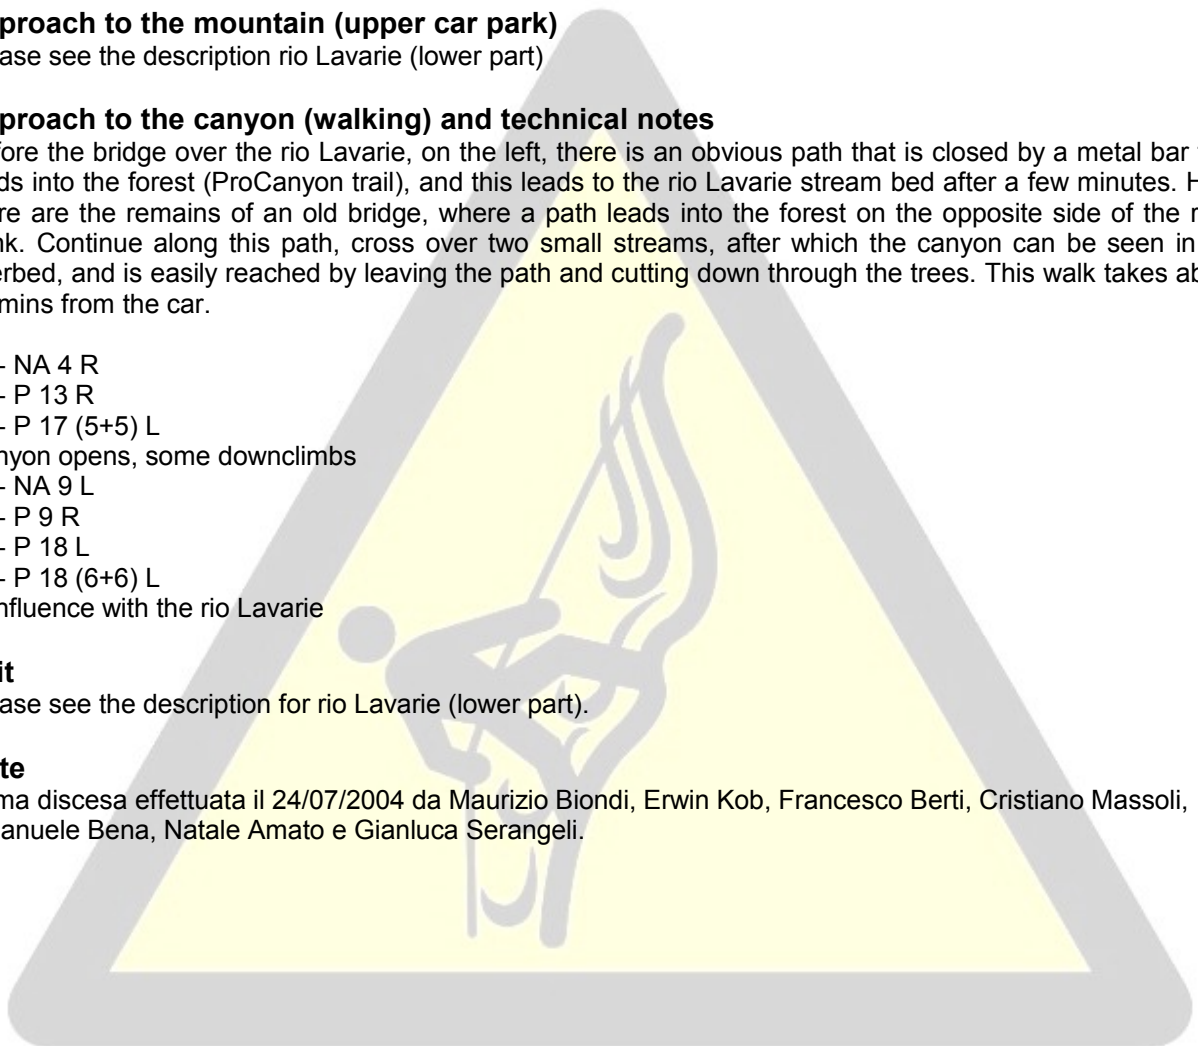 proach to the mountain (upper car park)
ase see the description rio Lavarie (lower part)
proach to the canyon (walking) and technical notes
fore the bridge over the rio Lavarie, on the left, there is an obvious path that is closed by a metal bar
ds into the forest (ProCanyon trail), and this leads to the rio Lavarie stream bed after a few minutes. H
re are the remains of an old bridge, where a path leads into the forest on the opposite side of the r
nk. Continue along this path, cross over two small streams, after which the canyon can be seen in
erbed, and is easily reached by leaving the path and cutting down through the trees. This walk takes ab
mins from the car.
- NA 4 R
- P 13 R
- P 17 (5+5) L
nyon opens, some downclimbs
- NA 9 L
- P 9 R
- P 18 L
- P 18 (6+6) L
nfluence with the rio Lavarie
it
ase see the description for rio Lavarie (lower part).
te
ma discesa effettuata il 24/07/2004 da Maurizio Biondi, Erwin Kob, Francesco Berti, Cristiano Massoli,
anuele Bena, Natale Amato e Gianluca Serangeli.